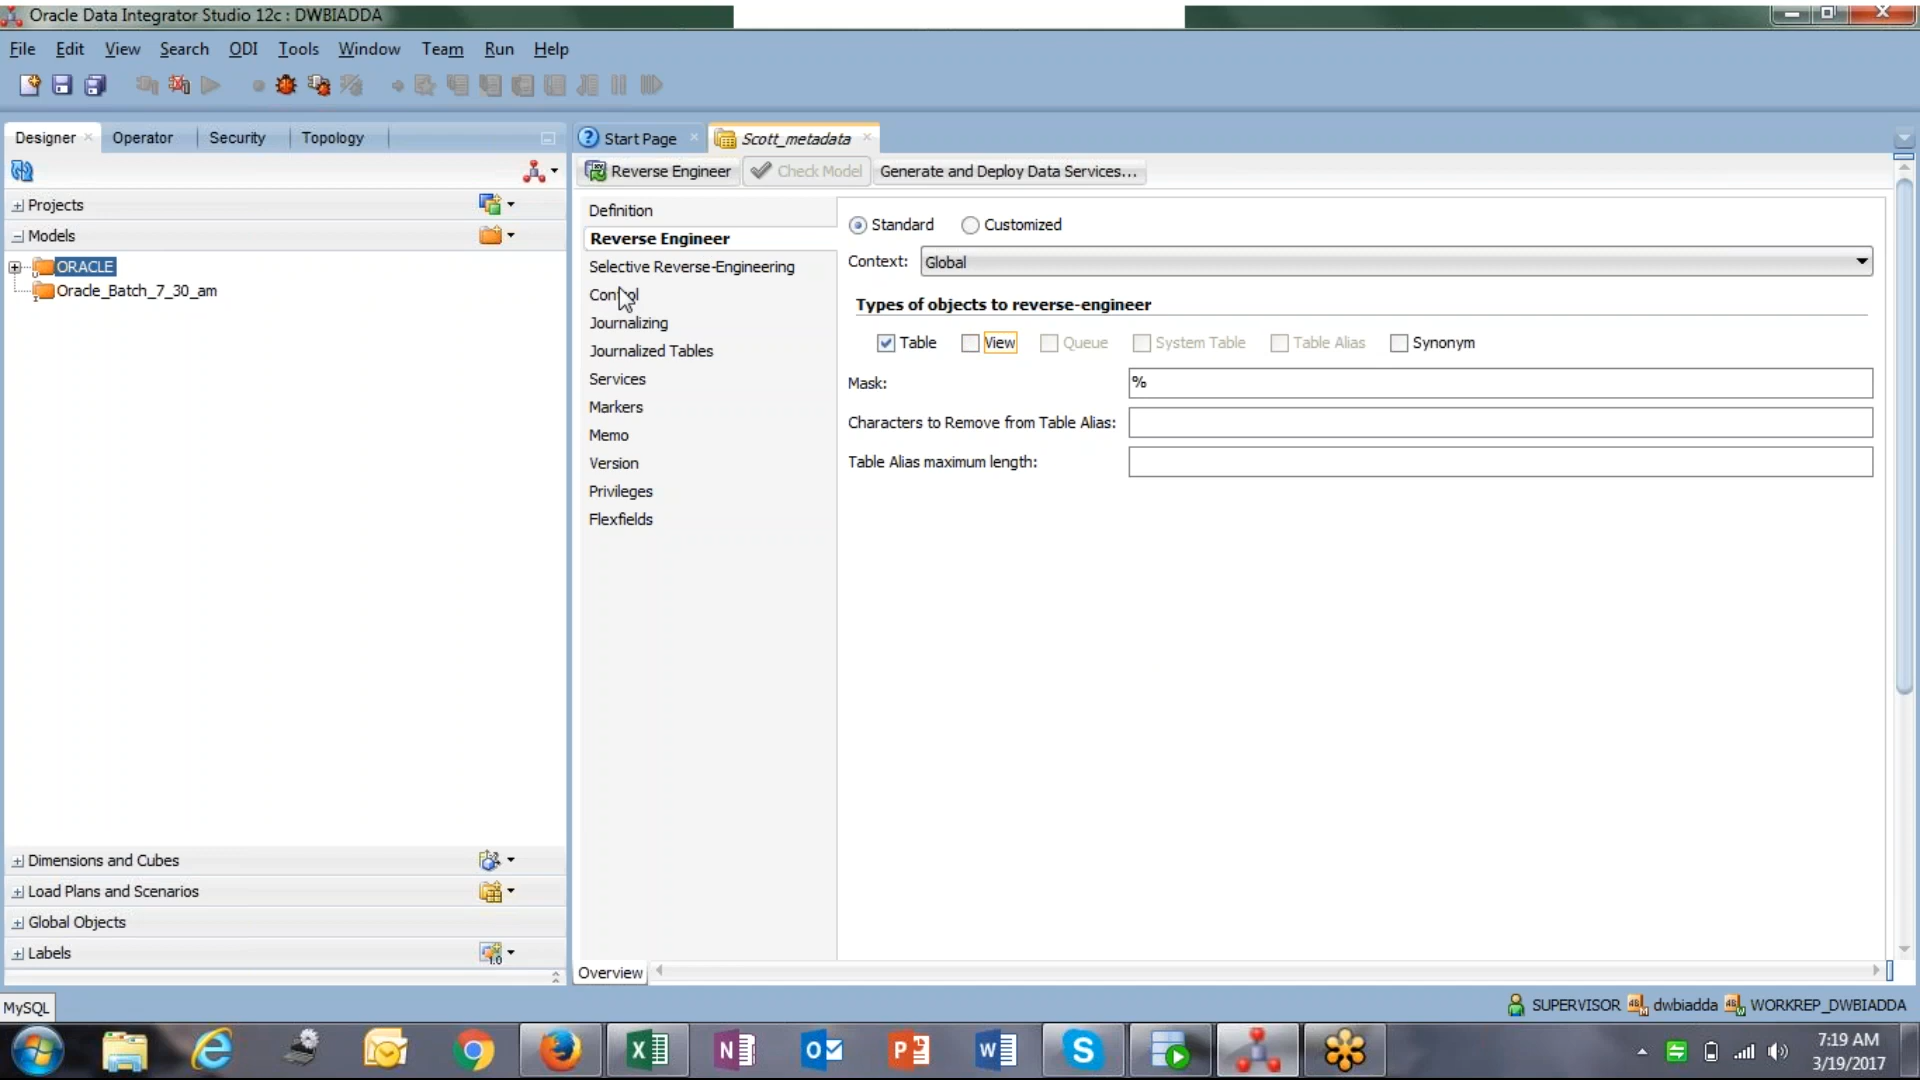 Oracle Data Integrator Studio 12c : DWBIADDA
File Edit View Search ODI Tools Window Team Run Help
Designer Operator Security Topology
Start Page Scott_metadata
Reverse Engineer Check Model Generate and Deploy Data Services...
Projects
Models
ORACLE
Oracle_Batch_7_30_am
Dimensions and Cubes
Load Plans and Scenarios
Global Objects
Labels
Definition
Reverse Engineer
Selective Reverse-Engineering
Control
Journalizing
Journalized Tables
Services
Markers
Memo
Version
Privileges
Flexfields
Standard Customized
Context: Global
Types of objects to reverse-engineer
Table View Queue System Table Table Alias Synonym
Mask: %
Characters to Remove from Table Alias:
Table Alias maximum length:
Overview
MySQL
SUPERVISOR dwbiadda WORKREP_DWBIADDA
7:19 AM
3/19/2017